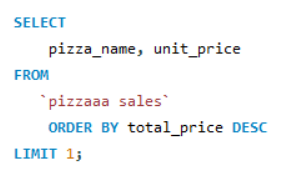 SELECT
pizza_name, unit_price
FROM
`pizzaaa sales`
ORDER BY total_price DESC
LIMIT 1;